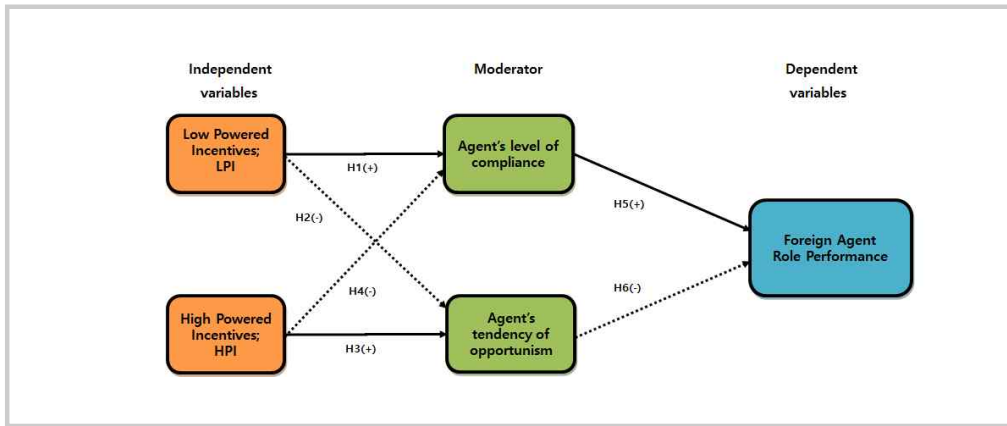 Independent
variables
Moderator
Dependent
variables
Low Powered
Incentives;
LPI
H1(+)
Agent's level of
compliance
H2(-)
H5(+)
Foreign Agent
Role Performance
H4(-)
H6(-)
High Powered
Incentives;
HPI
H3(+)
Agent's
tendency of
opportunism